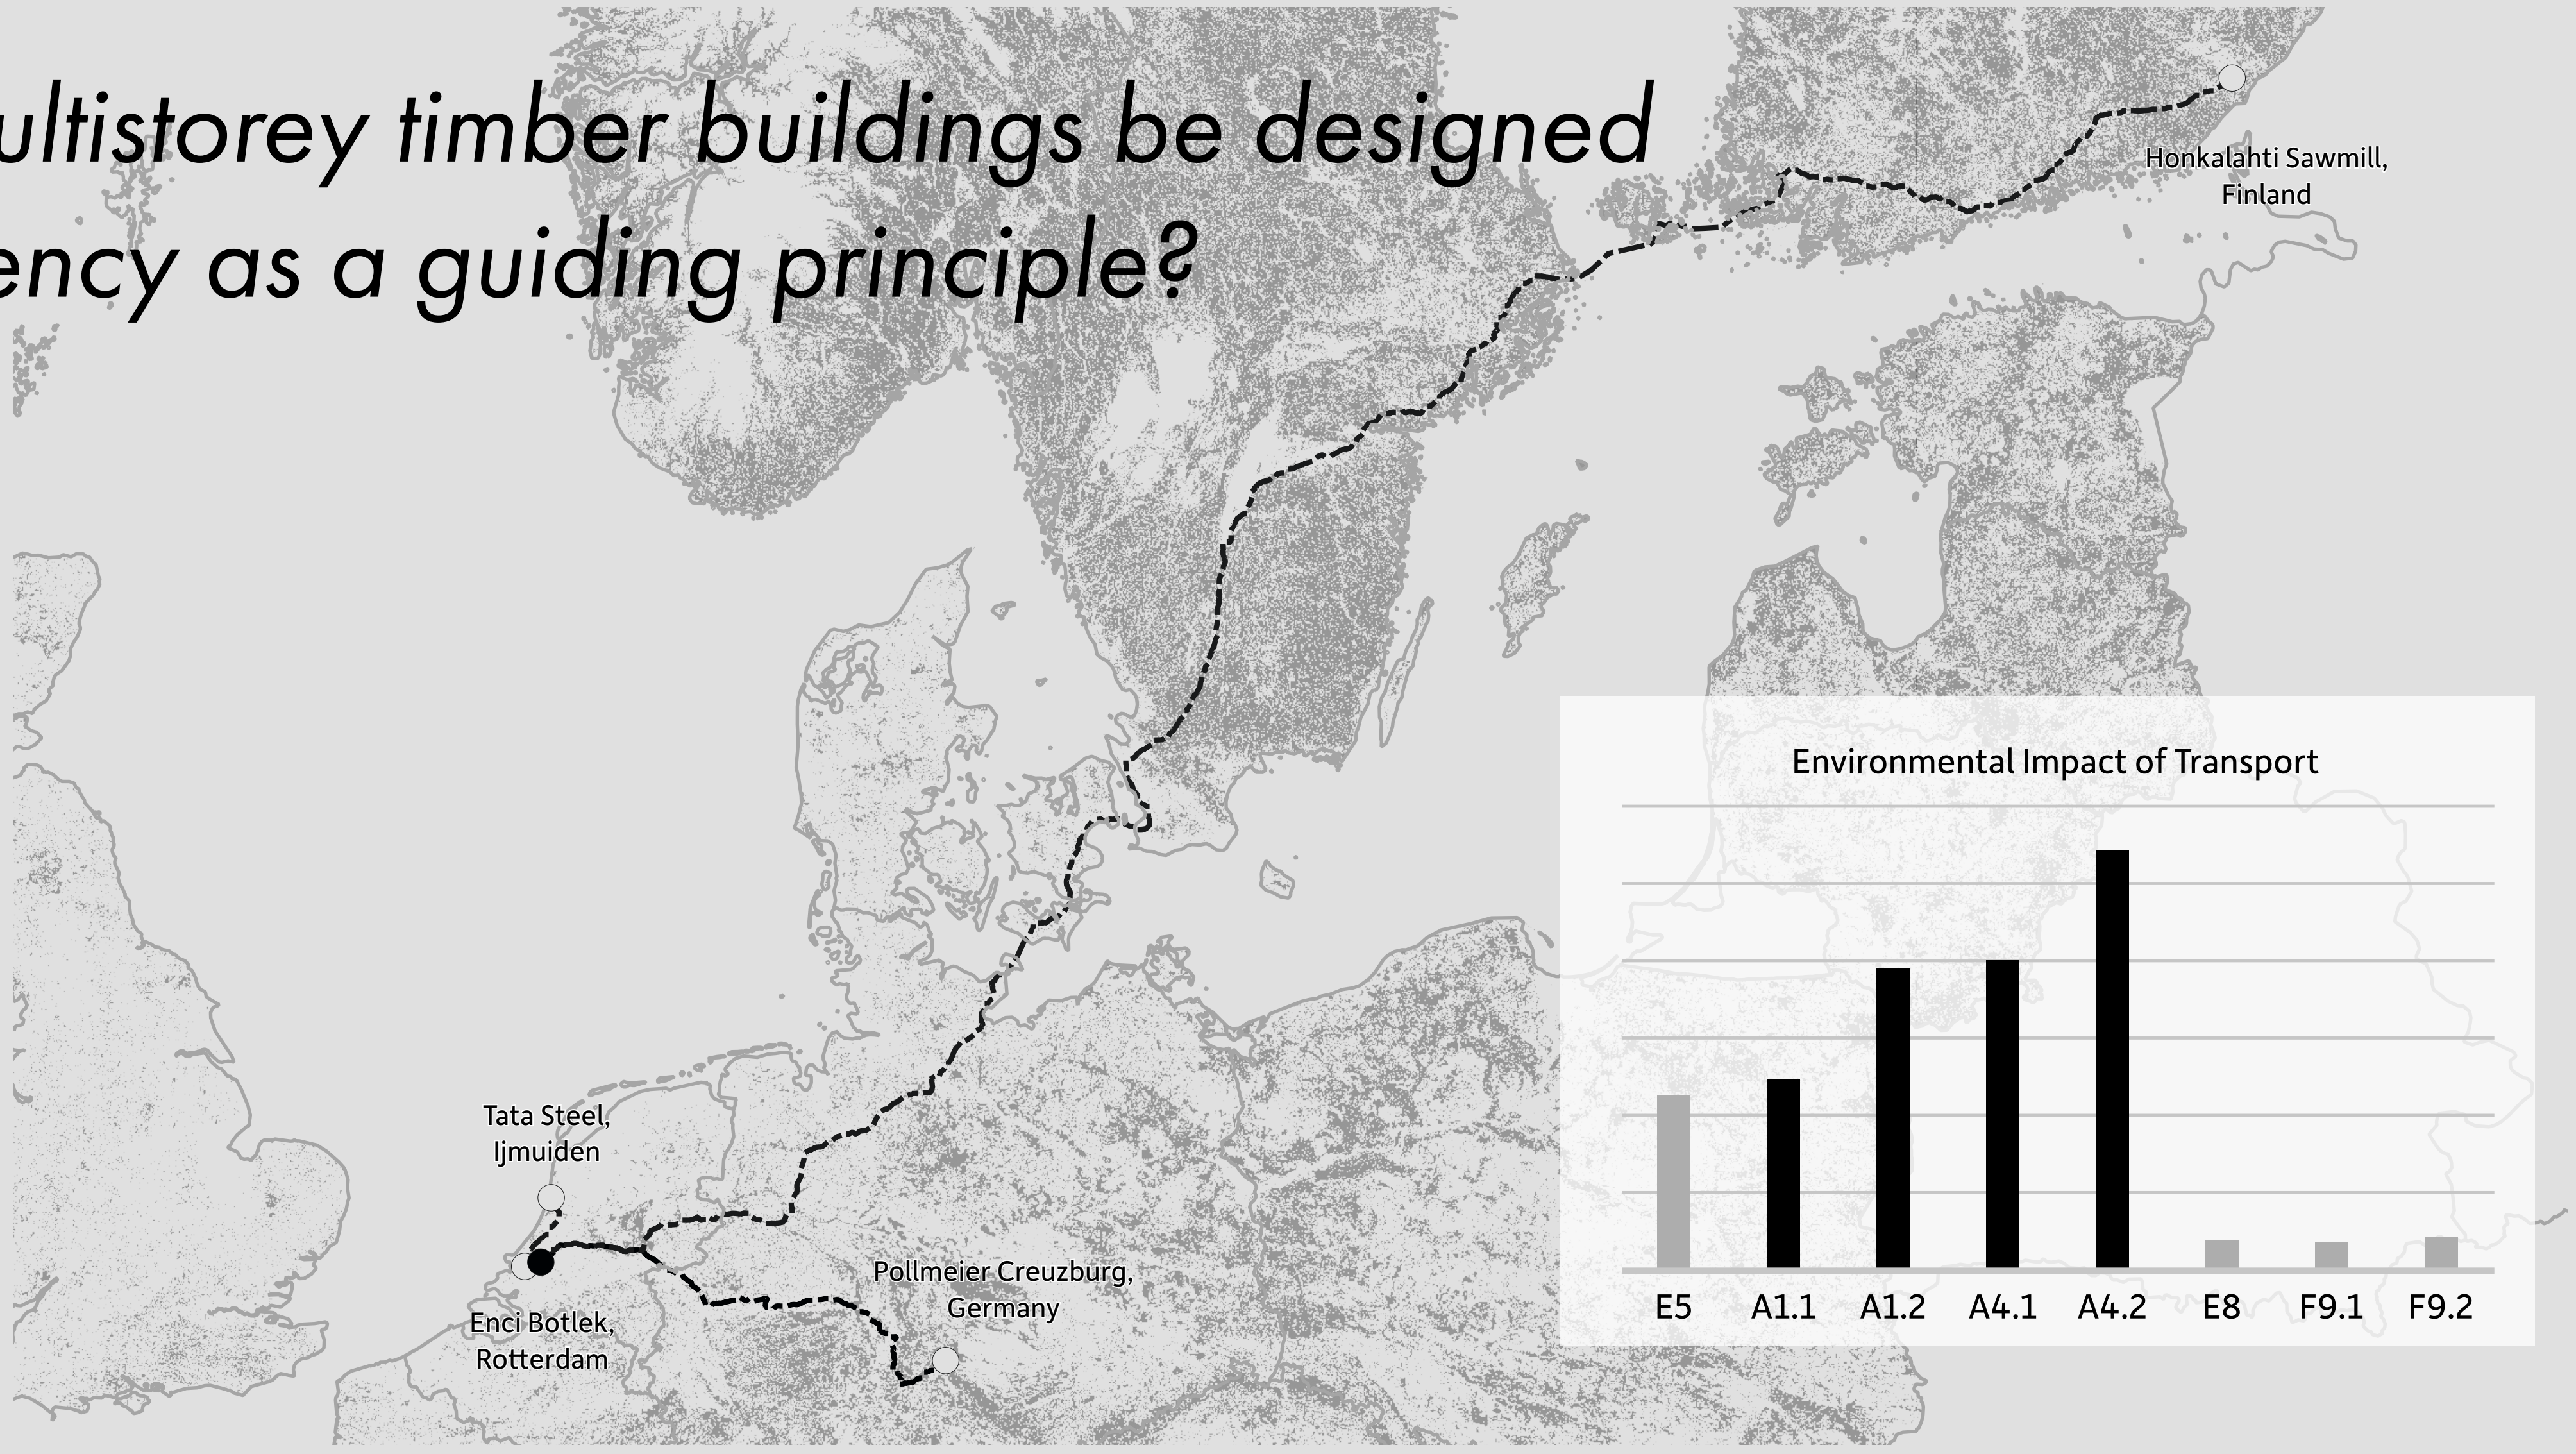 ultistorey timber buildings be designed
ency as a guiding principle?
Honkalahti Sawmill,
Finland
Environmental Impact of Transport
Tata Steel,
Ijmuiden
Pollmeier Creuzburg,
Germany
Enci Botlek,
Rotterdam
E5 A1.1 A1.2 A4.1 A4.2 E8 F9.1 F9.2